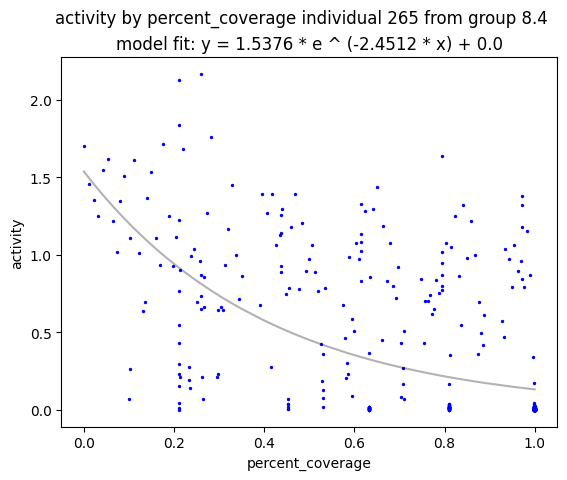 activity by percent_coverage individual 265 from group 8.4
model fit: y = 1.5376 * e ^ (-2.4512 * x) + 0.0
2.0
1.5
1.0
0.5
0.0
activity
0.0 0.2 0.4 0.6 0.8 1.0
percent_coverage